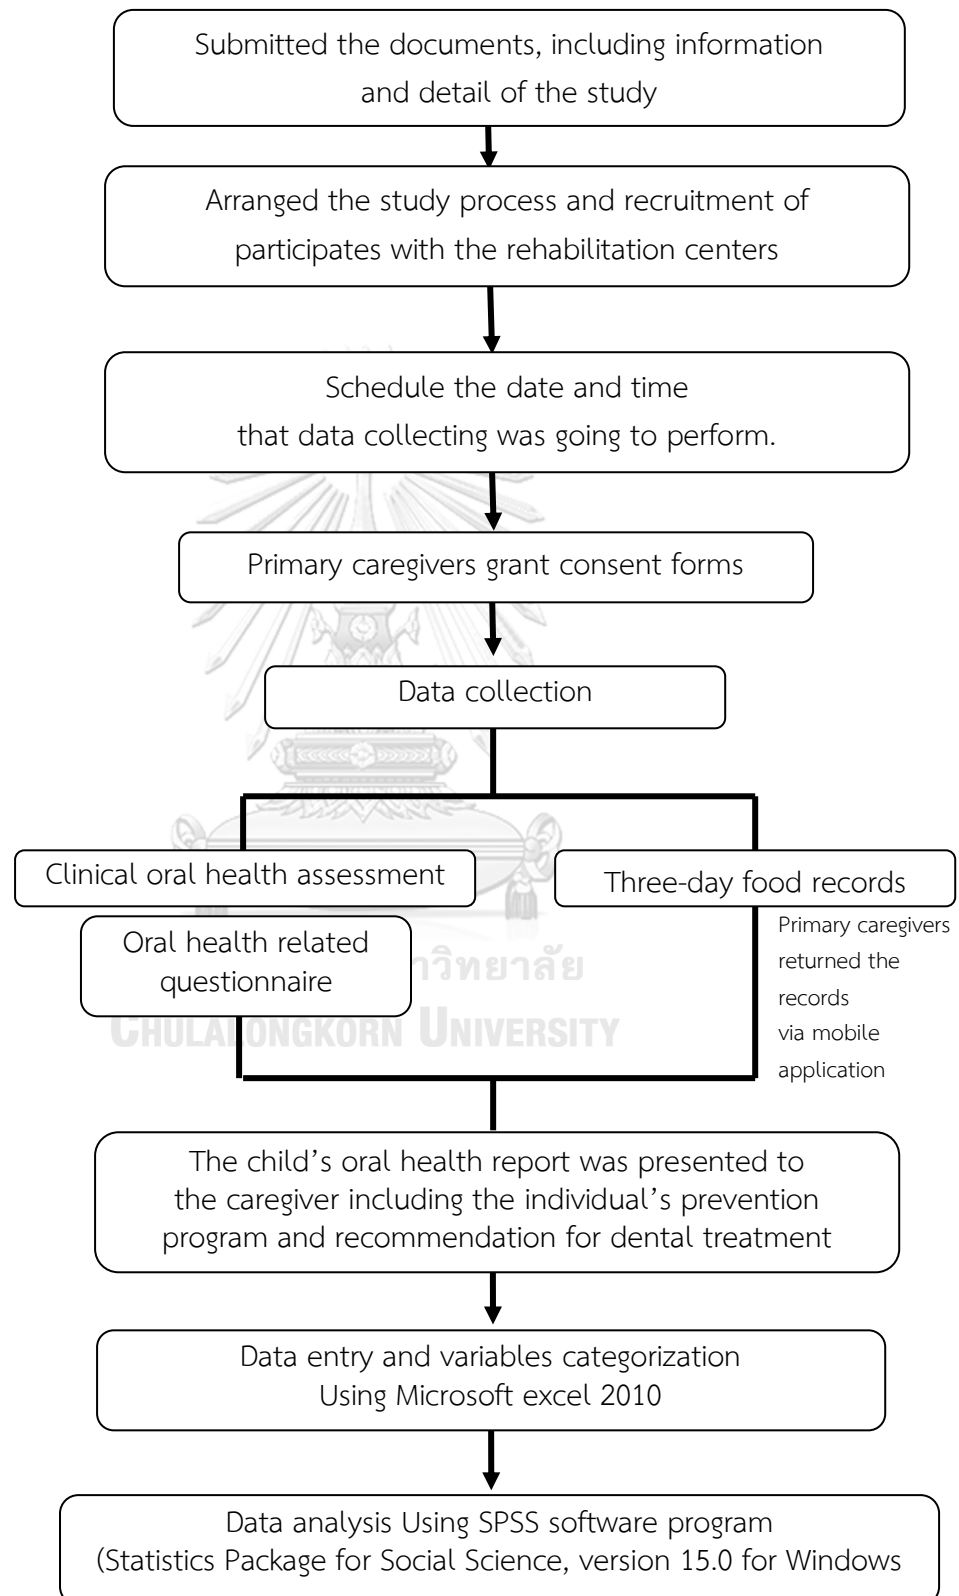 Submitted the documents, including information
and detail of the study
Arranged the study process and recruitment of
participates with the rehabilitation centers
Schedule the date and time
that data collecting was going to perform.
Primary caregivers grant consent forms
Data collection
Clinical oral health assessment
Oral health related
questionnaire
Three-day food records
Primary caregivers
returned the
records
via mobile
application
CHULALONGKORN UNIVERSITY
The child’s oral health report was presented to
the caregiver including the individual’s prevention
program and recommendation for dental treatment
Data entry and variables categorization
Using Microsoft excel 2010
Data analysis Using SPSS software program
(Statistics Package for Social Science, version 15.0 for Windows